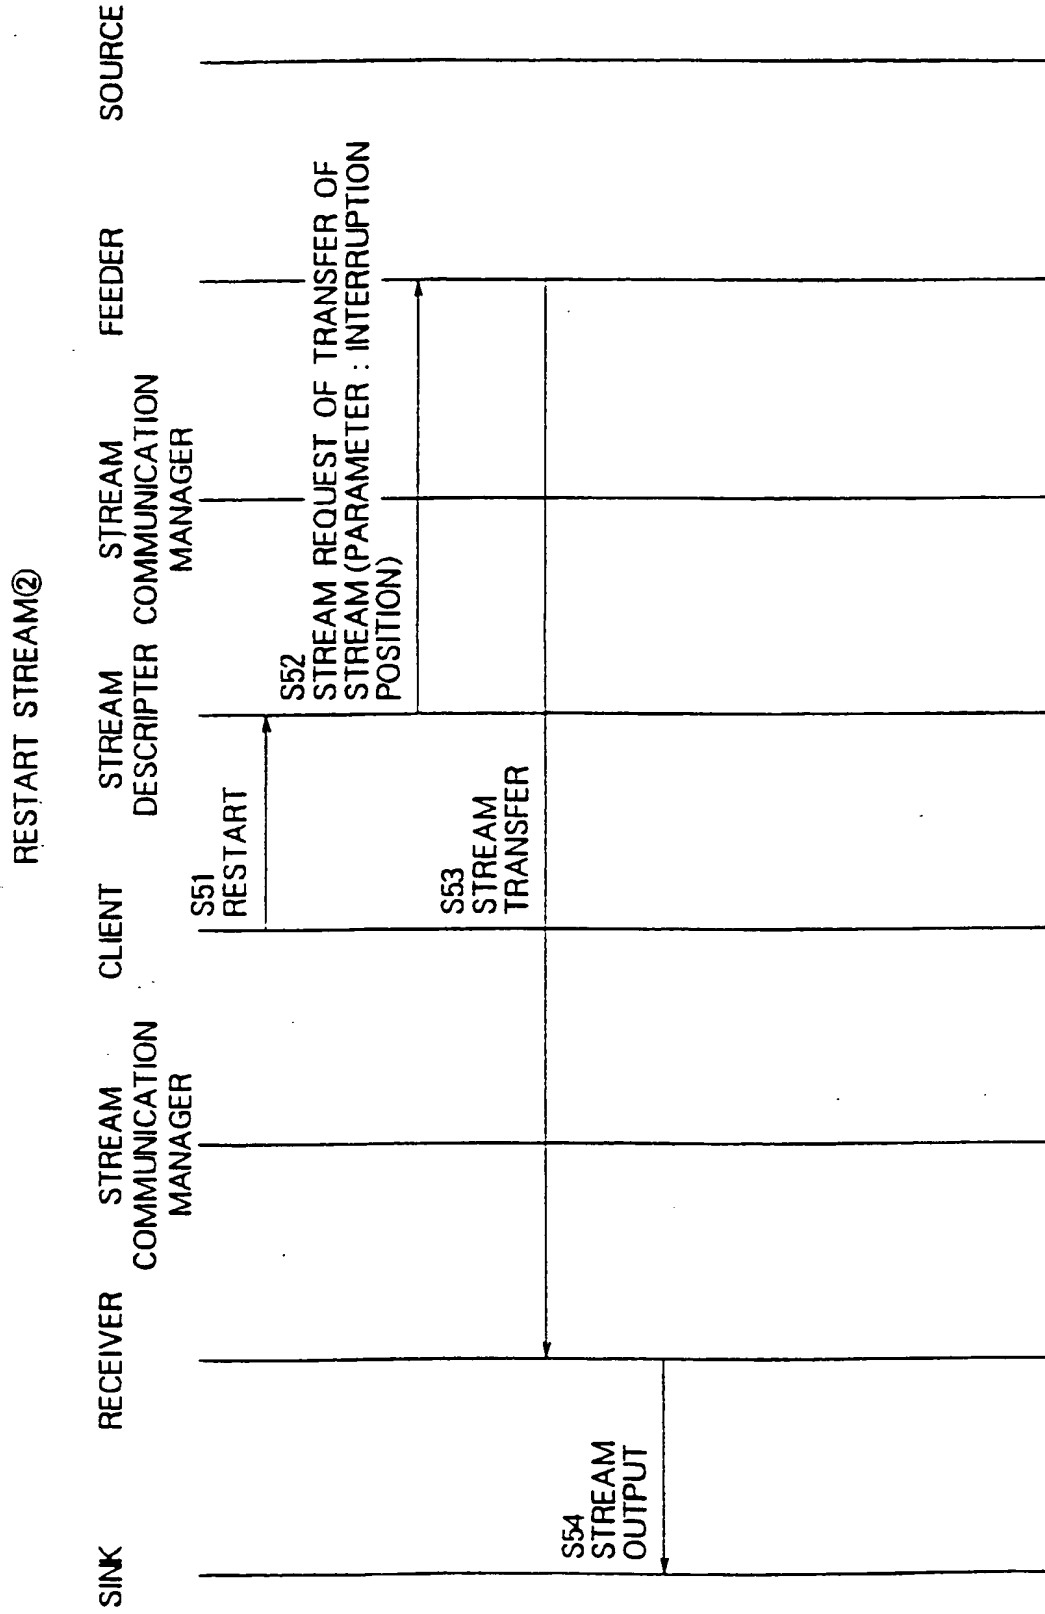 RESTART STREAM②
SINK
RECEIVER
STREAM
COMMUNICATION
MANAGER
CLIENT
STREAM
DESCRIPTER
STREAM
COMMUNICATION
MANAGER
FEEDER
SOURCE
S51
RESTART
S52
STREAM REQUEST OF TRANSFER OF
STREAM (PARAMETER : INTERRUPTION
POSITION)
S53
STREAM
TRANSFER
S54
STREAM
OUTPUT